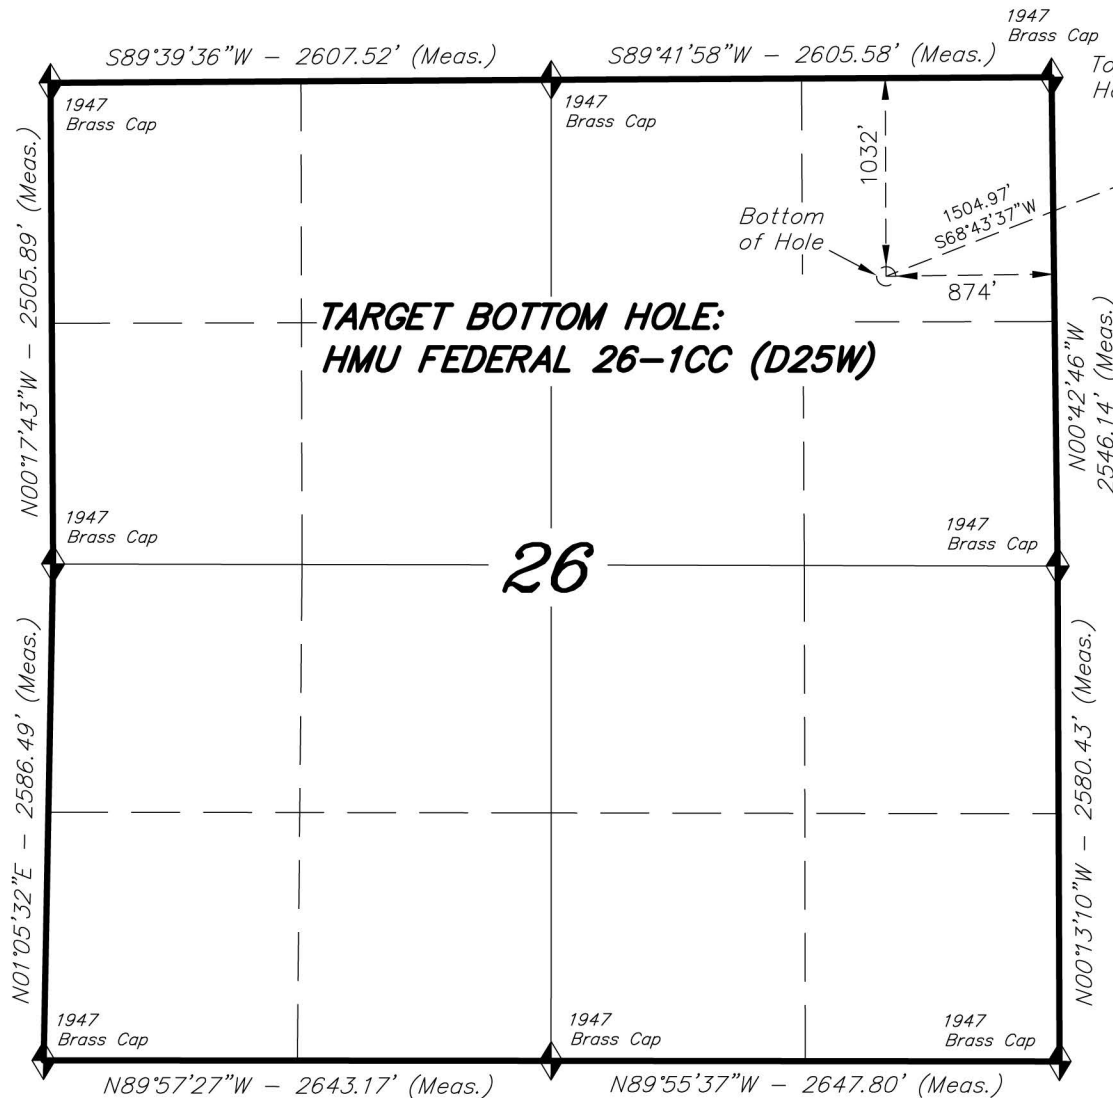 1947
Brass Cap
S89°39'36"W – 2607.52' (Meas.)
S89°41'58"W – 2605.58' (Meas.)
1947
Brass Cap
1947
Brass Cap
N00°17'43"W – 2505.89' (Meas.)
1032'
1504.97'
S68°43'37"W
Bottom
of Hole
874'
TARGET BOTTOM HOLE:
HMU FEDERAL 26–1CC (D25W)
N00°42'46"W
2546.14' (Meas.)
1947
Brass Cap
1947
Brass Cap
26
N01°05'32"E – 2586.49' (Meas.)
N00°13'10"W – 2580.43' (Meas.)
1947
Brass Cap
1947
Brass Cap
1947
Brass Cap
N89°57'27"W – 2643.17' (Meas.)
N89°55'37"W – 2647.80' (Meas.)